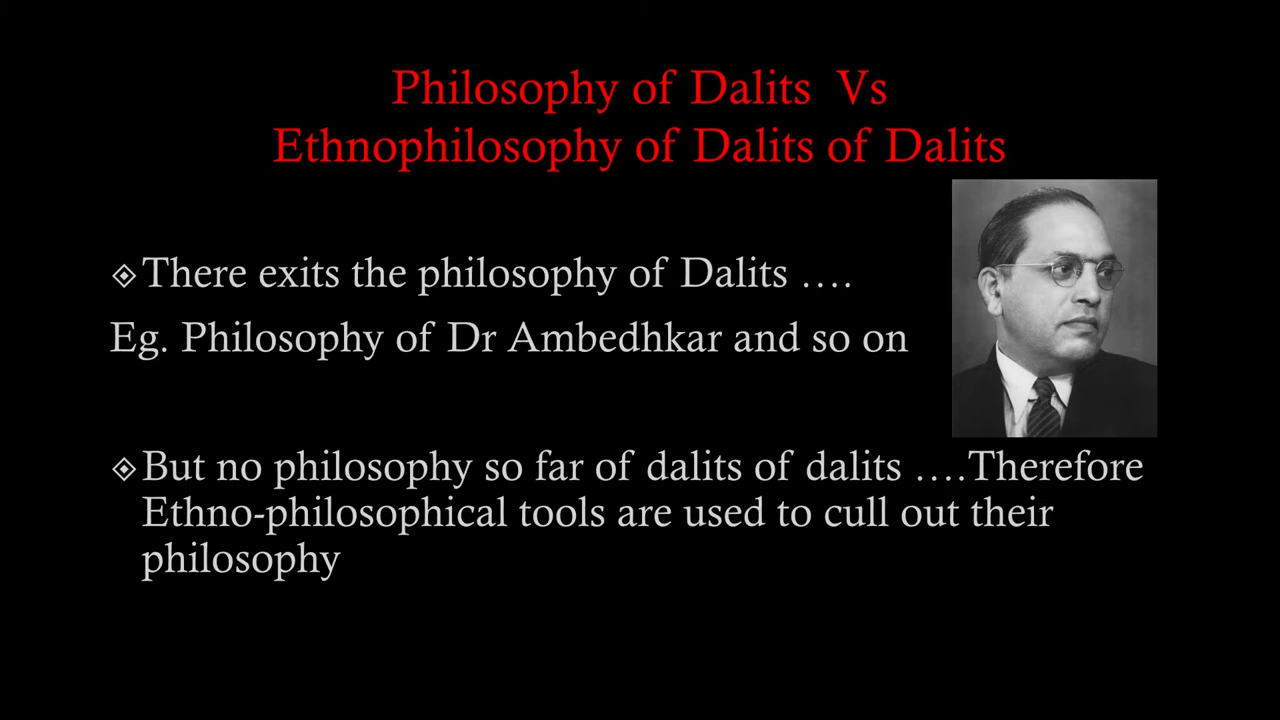 Philosophy of Dalits Vs
Ethnophilosophy of Dalits of Dalits
There exits the philosophy of Dalits ....
Eg. Philosophy of Dr Ambedhkar and so on
But no philosophy so far of dalits of dalits ....Therefore
Ethno-philosophical tools are used to cull out their
philosophy